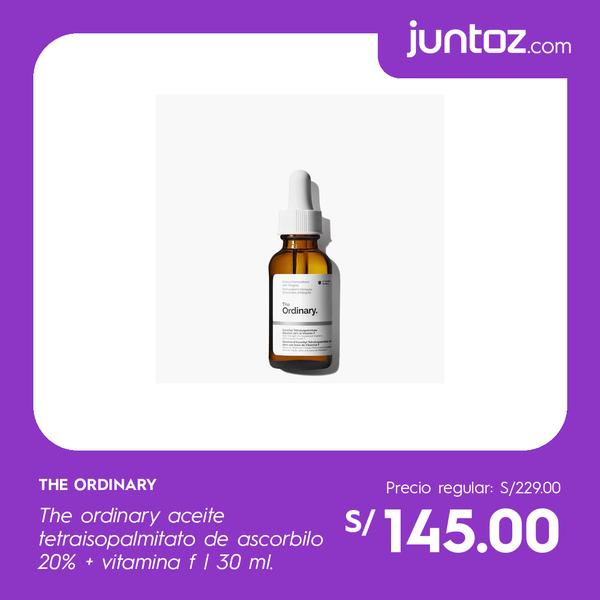 juntoz.com
The
Ordinary.
THE ORDINARY
The ordinary aceite
tetraisopalmitato de ascorbilo
20% + vitamina f | 30 ml.
Precio regular: S/229.00
S/145.00